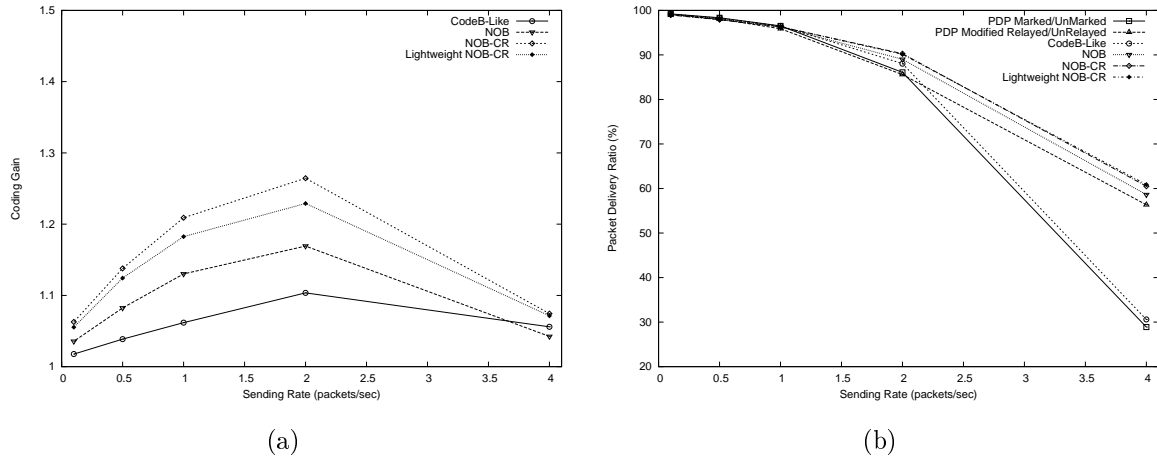 1.5
1.4
1.3
1.2
1.1
1
Coding Gain
0 0.5 1 1.5 2 2.5 3 3.5 4
Sending Rate (packets/sec)
CodeB-Like
NOB
NOB-CR
Lightweight NOB-CR
(a)
100
90
80
70
60
50
40
30
20
Packet Delivery Ratio (%)
0 0.5 1 1.5 2 2.5 3 3.5 4
Sending Rate (packets/sec)
PDP Marked/UnMarked
PDP Modified Relayed/UnRelayed
CodeB-Like
NOB
NOB-CR
Lightweight NOB-CR
(b)